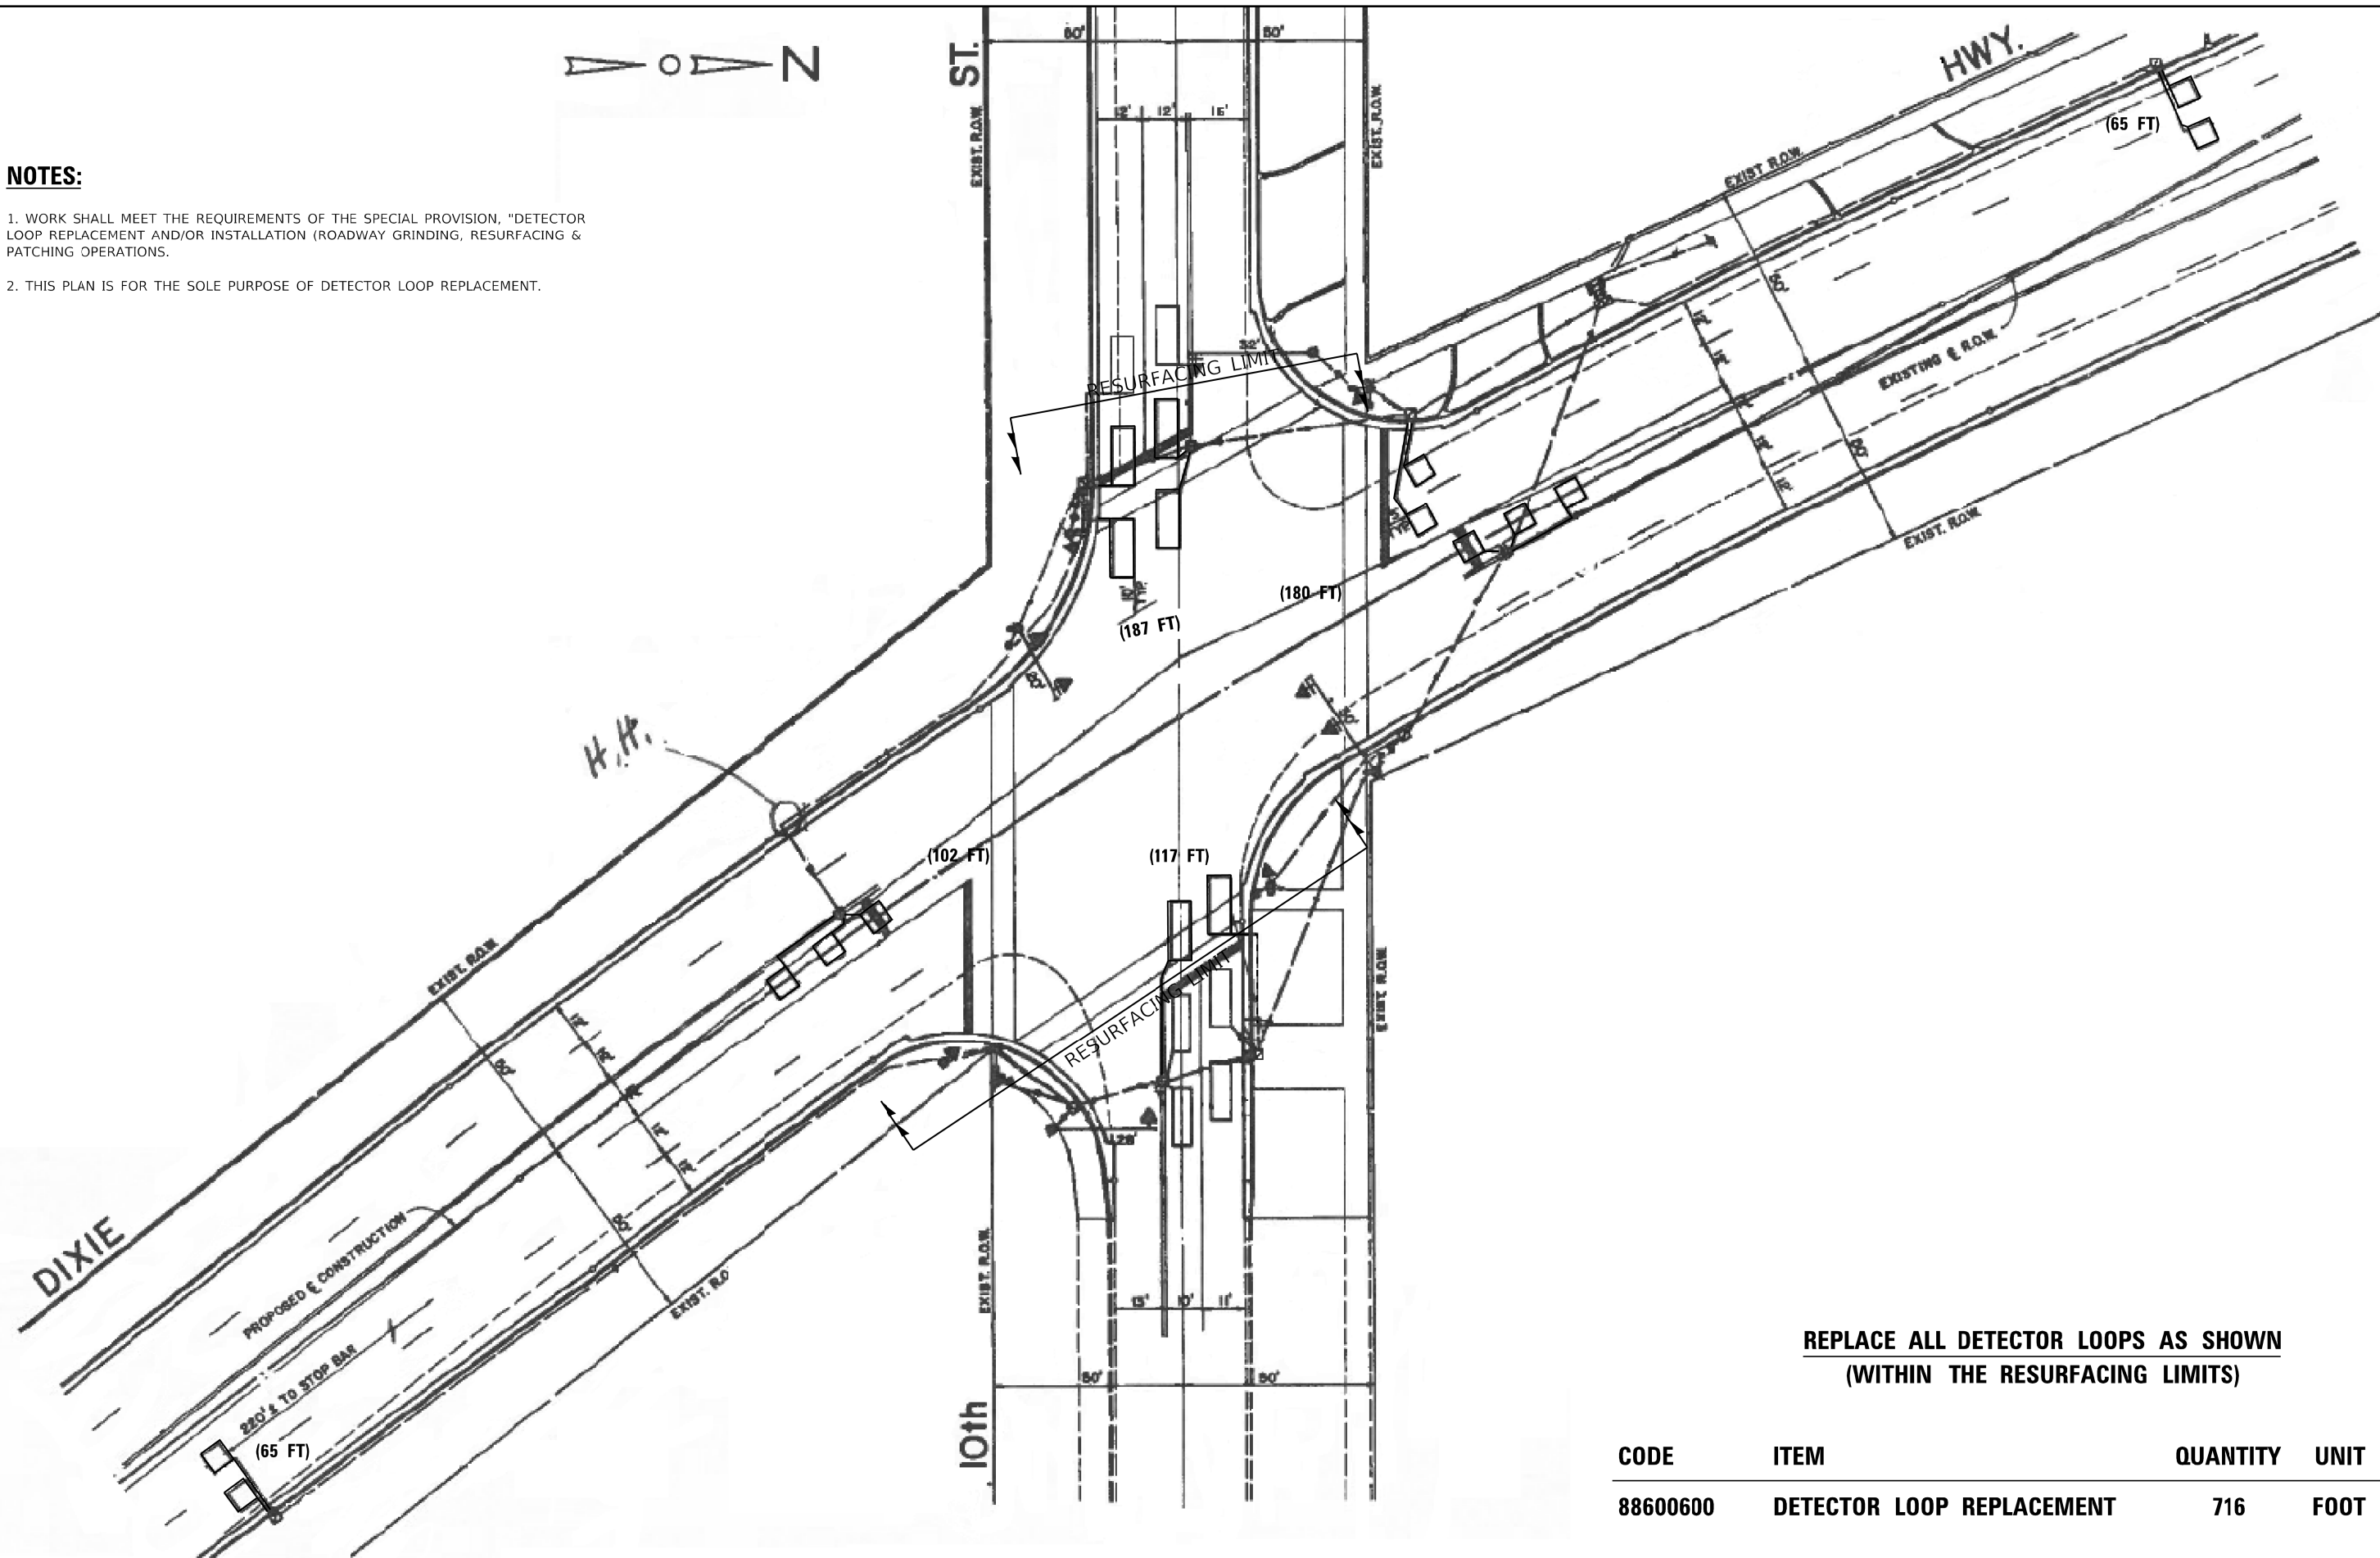 N
ST.
HWY.
50'
50'
EXIST. R.O.W.
EXIST. R.O.W.
12'
15'
(65 FT)
EXIST R.O.W.
NOTES:
1. WORK SHALL MEET THE REQUIREMENTS OF THE SPECIAL PROVISION, "DETECTOR
LOOP REPLACEMENT AND/OR INSTALLATION (ROADWAY GRINDING, RESURFACING &
PATCHING OPERATIONS.
2. THIS PLAN IS FOR THE SOLE PURPOSE OF DETECTOR LOOP REPLACEMENT.
32'
RESURFACING LIMIT
EXISTING ℄ R.O.W.
EXIST. R.O.W.
(180 FT)
(187 FT)
H.H.
(102 FT)
(117 FT)
EXIST. R.O.W.
EXIST. R.O.W.
RESURFACING LIMIT
28'
DIXIE
PROPOSED ℄ CONSTRUCTION
EXIST. R.O
EXIST. R.O.W.
13'
10'
11'
220' ± TO STOP BAR
(65 FT)
50'
50'
10th
REPLACE ALL DETECTOR LOOPS AS SHOWN
(WITHIN THE RESURFACING LIMITS)
CODE ITEM QUANTITY UNIT
88600600 DETECTOR LOOP REPLACEMENT 716 FOOT